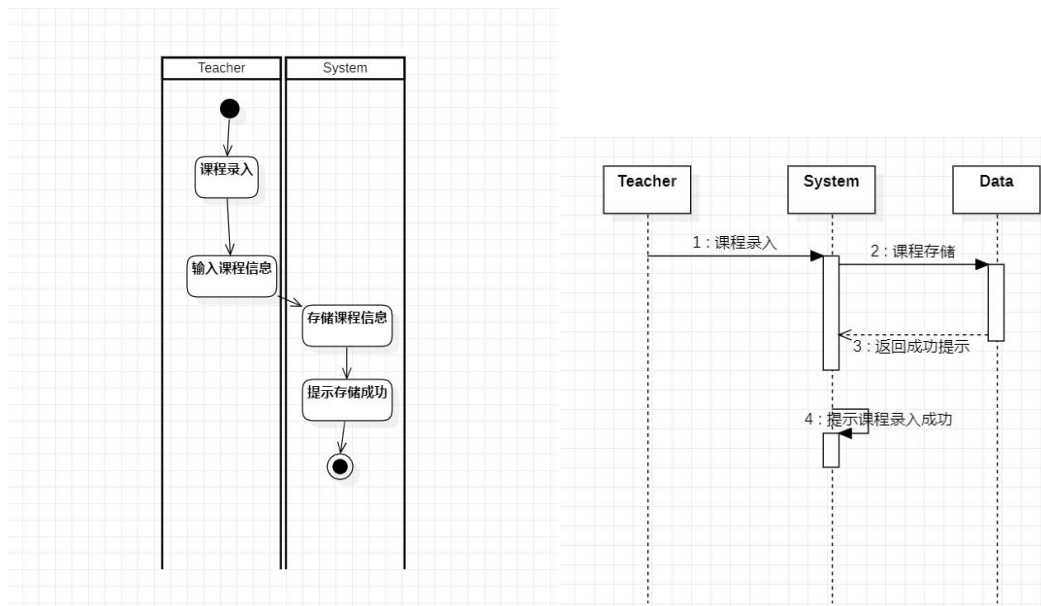 Teacher
System
课程录入
输入课程信息
存储课程信息
提示存储成功
Teacher
System
Data
1 : 课程录入
2 : 课程存储
3 : 返回成功提示
4 : 提示课程录入成功